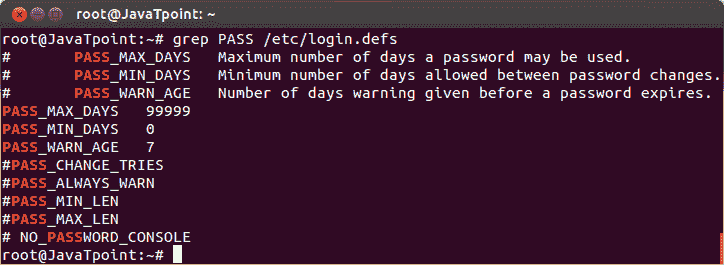 root@JavaTpoint: ~
root@JavaTpoint:~# grep PASS /etc/login.defs
#       PASS_MAX_DAYS   Maximum number of days a password may be used.
#       PASS_MIN_DAYS   Minimum number of days allowed between password changes.
#       PASS_WARN_AGE   Number of days warning given before a password expires.
PASS_MAX_DAYS   99999
PASS_MIN_DAYS   0
PASS_WARN_AGE   7
#PASS_CHANGE_TRIES
#PASS_ALWAYS_WARN
#PASS_MIN_LEN
#PASS_MAX_LEN
# NO_PASSWORD_CONSOLE
root@JavaTpoint:~#